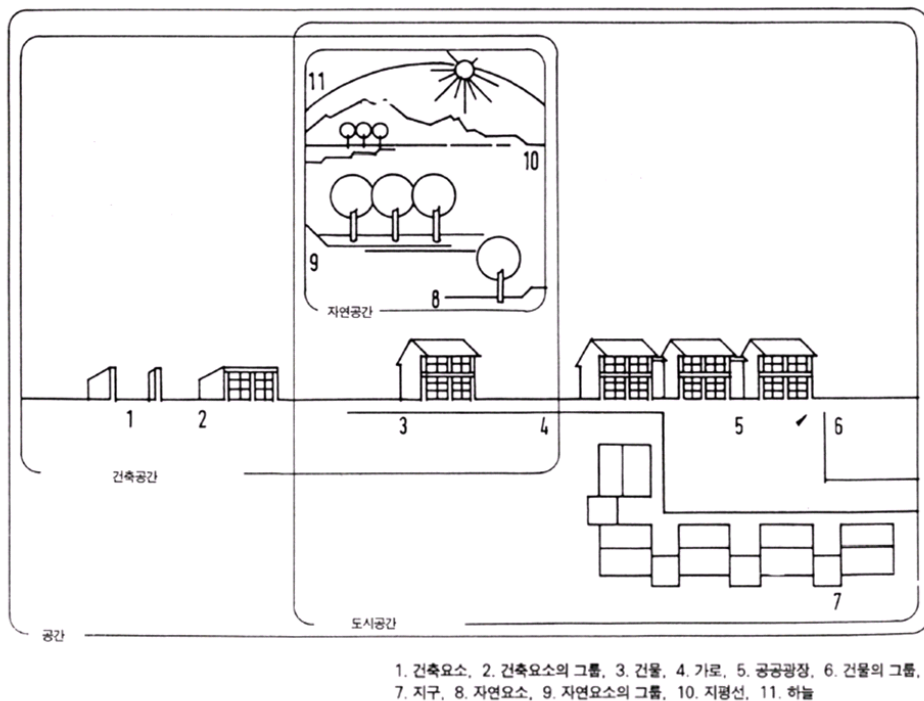 11
10
9
8
자연공간
1 2 3 4 5 6
건축공간
7
도시공간
공간
1. 건축요소, 2. 건축요소의 그룹, 3. 건물, 4. 가로, 5. 공공광장, 6. 건물의 그룹,
7. 지구, 8. 자연요소, 9. 자연요소의 그룹, 10. 지평선, 11. 하늘